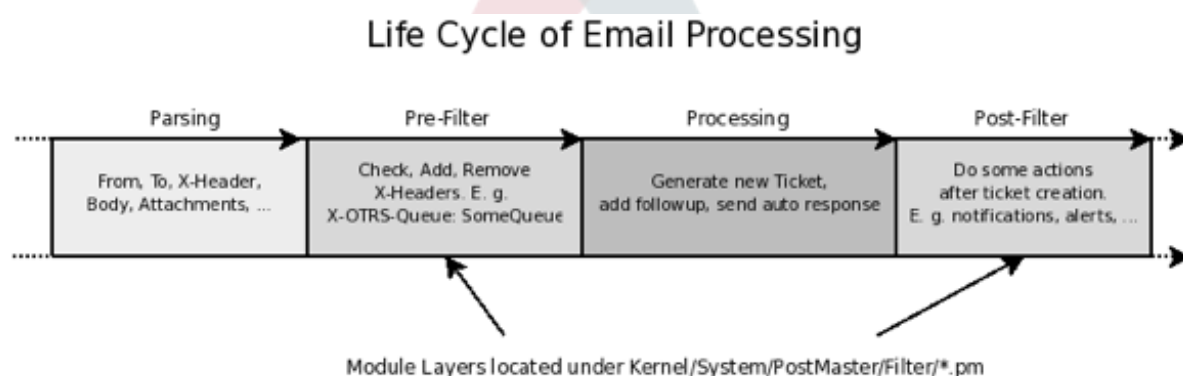 Life Cycle of Email Processing
Parsing
Pre-Filter
Processing
Post-Filter
From, To, X-Header,
Body, Attachments, ...
Check, Add, Remove
X-Headers. E. g.
X-OTRS-Queue: SomeQueue
Generate new Ticket,
add followup, send auto response
Do some actions
after ticket creation.
E. g. notifications, alerts, ...
Module Layers located under Kernel/System/PostMaster/Filter/*.pm